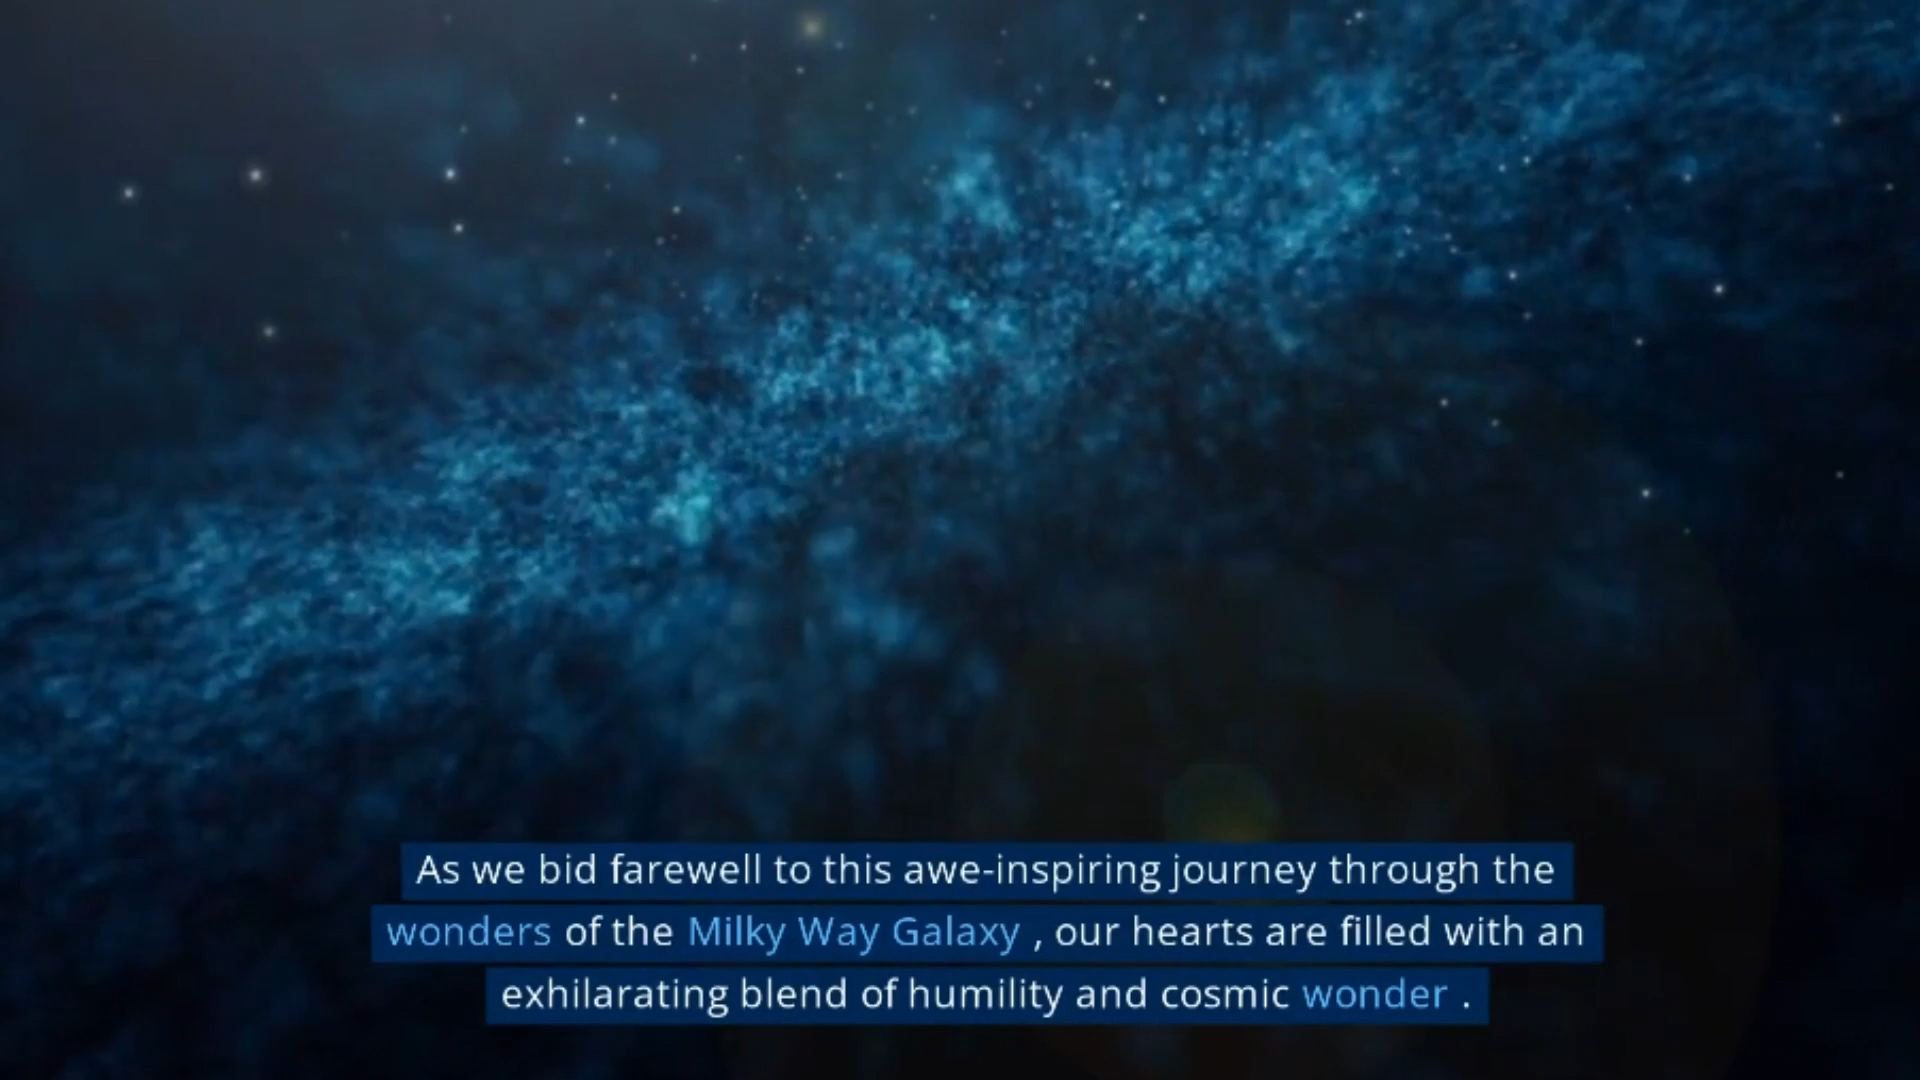 As we bid farewell to this awe-inspiring journey through the
wonders of the Milky Way Galaxy , our hearts are filled with an
exhilarating blend of humility and cosmic wonder .